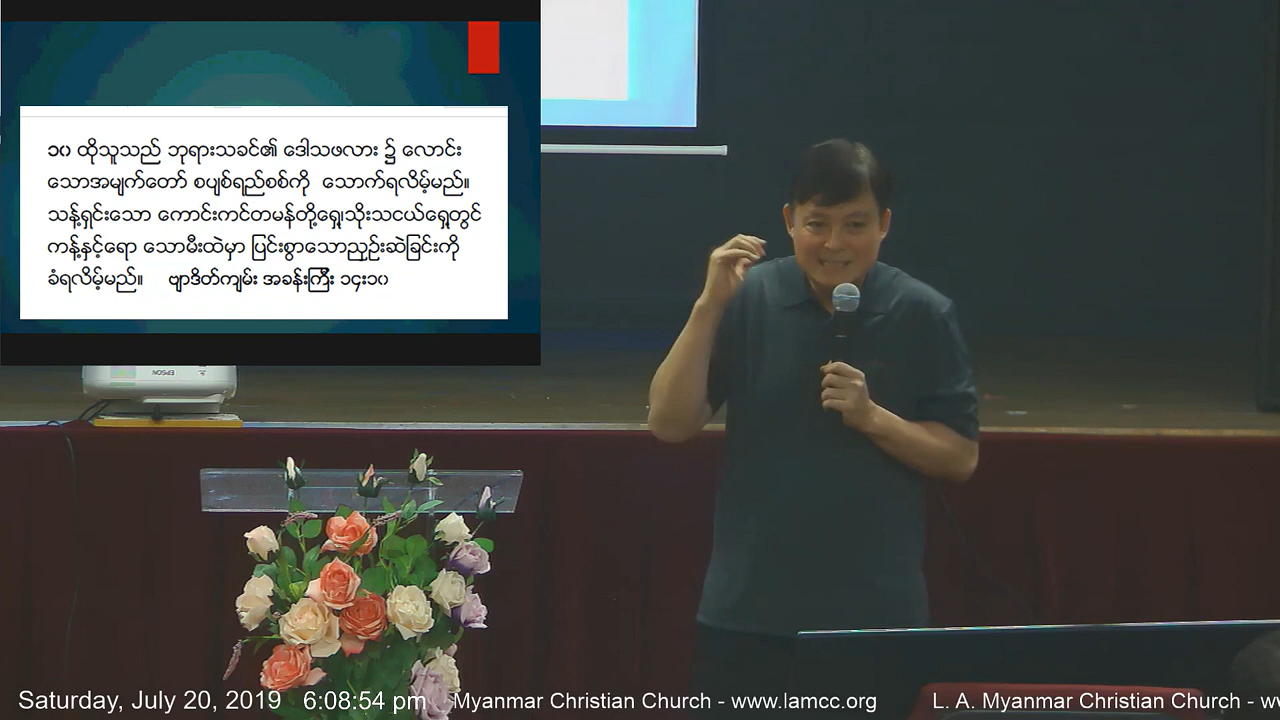 ၁၀ ထိုသူသည် ဘုရားသခင်၏ ဒေါသဖလား ၌ လောင်း
သောအမျက်တော် စပျစ်ရည်စစ်ကို သောက်ရလိမ့်မည်။
သန့်ရှင်းသော ကောင်းကင်တမန်တို့ရှေ့၊သိုးသငယ်ရှေ့တွင်
ကန့်နှင့်ရော သောမီးထဲမှာ ပြင်းစွာသောညှဉ်းဆဲခြင်းကို
ခံရလိမ့်မည်။ ဗျာဒိတ်ကျမ်း အခန်းကြီး ၁၄း၁၀
EPSON
Saturday, July 20, 2019 6:08:54 pm Myanmar Christian Church - www.lamcc.org L. A. Myanmar Christian Church - w